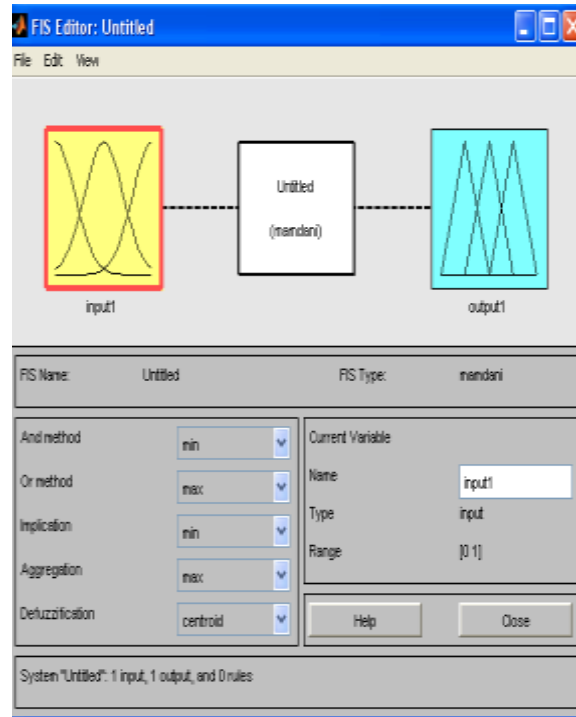 FIS Editor: Untitled
File Edit View
Untitled
(mamdani)
input1
output1
FIS Name: Untitled FIS Type: mamdani
And method min
Or method max
Implication min
Aggregation max
Defuzzification centroid
Current Variable
Name input1
Type input
Range [0 1]
Help Close
System "Untitled": 1 input, 1 output, and 0 rules